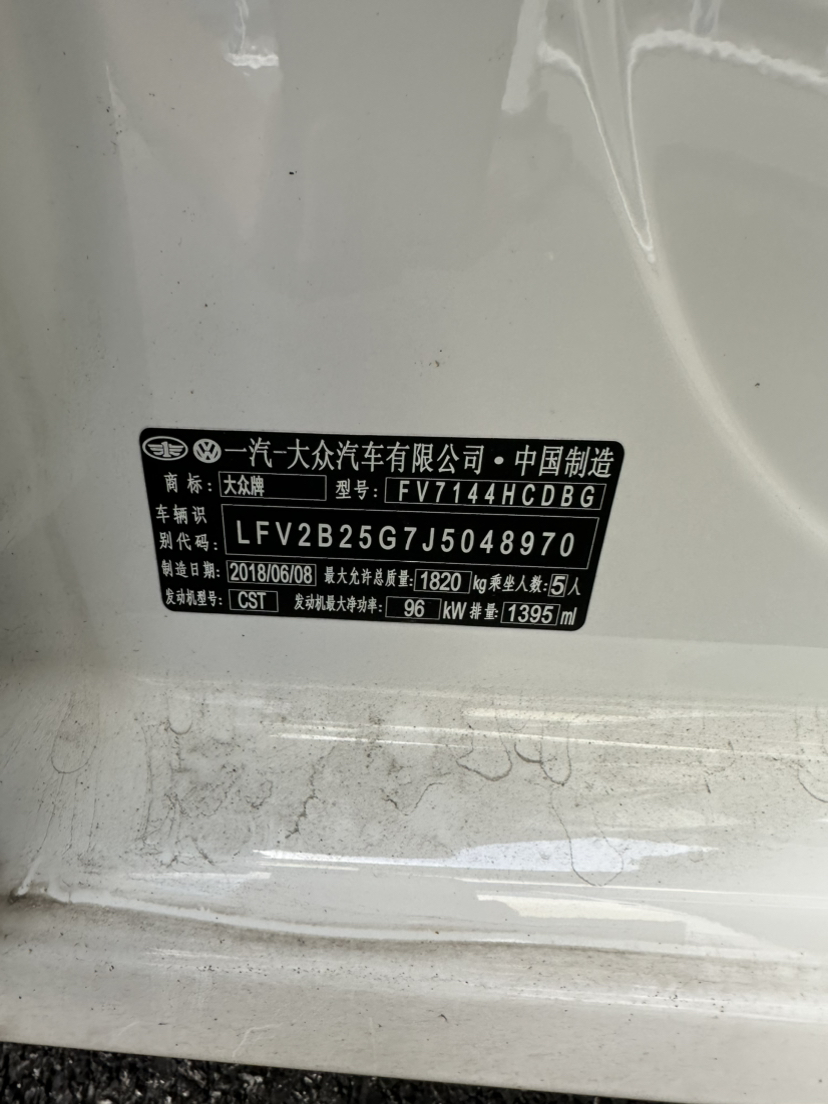 一汽-大众汽车有限公司·中国制造
商标: 大众牌 型号: FV7144HCDBG
车辆识
别代码: LFV2B25G7J5048970
制造日期: 2018/06/08 最大允许总质量: 1820 kg 乘坐人数: 5 人
发动机型号: CST 发动机最大净功率: 96 kW 排量: 1395 ml